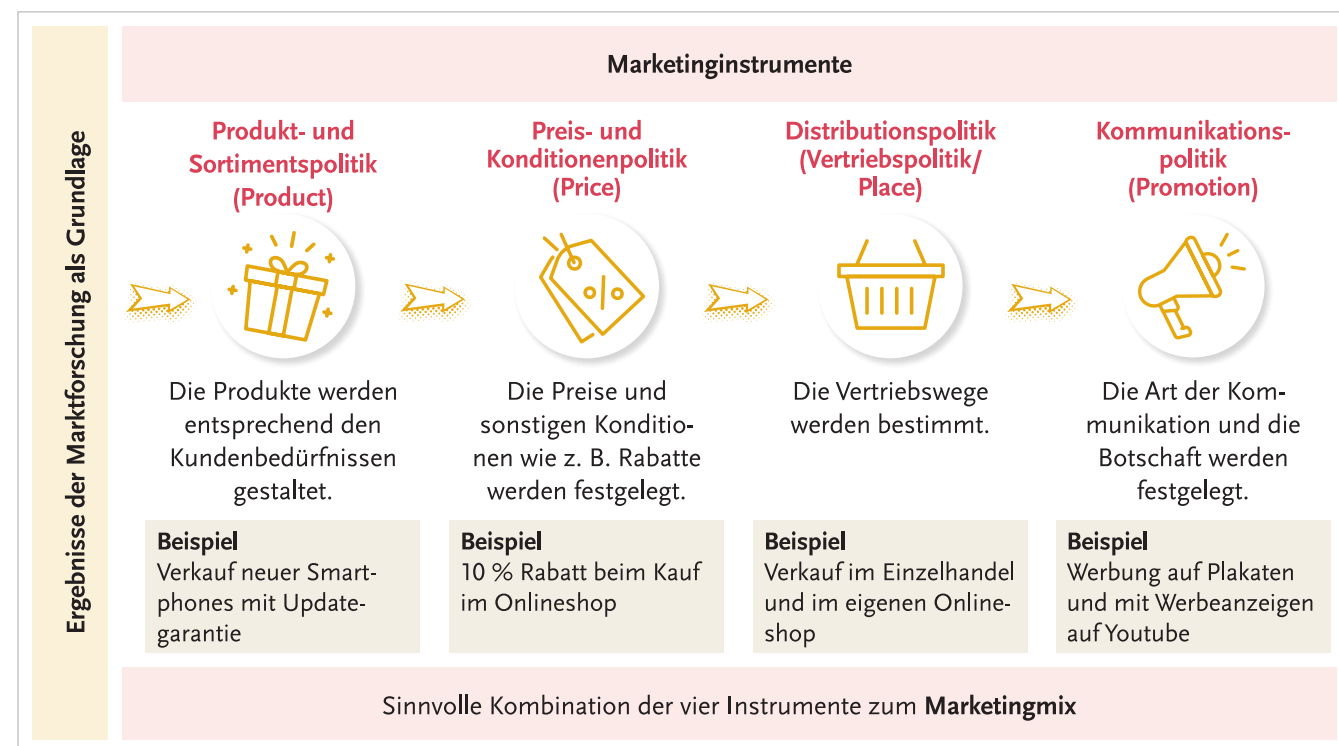 Ergebnisse der Marktforschung als Grundlage
Marketinginstrumente
Produkt- und
Sortimentspolitik
(Product)
Die Produkte werden
entsprechend den
Kundenbedürfnissen
gestaltet.
Beispiel
Verkauf neuer Smart-
phones mit Update-
garantie
Preis- und
Konditionenpolitik
(Price)
Die Preise und
sonstigen Konditio-
nen wie z. B. Rabatte
werden festgelegt.
Beispiel
10 % Rabatt beim Kauf
im Onlineshop
Distributionspolitik
(Vertriebspolitik/
Place)
Die Vertriebswege
werden bestimmt.
Beispiel
Verkauf im Einzelhandel
und im eigenen Online-
shop
Kommunikations-
politik
(Promotion)
Die Art der Kom-
munikation und die
Botschaft werden
festgelegt.
Beispiel
Werbung auf Plakaten
und mit Werbeanzeigen
auf Youtube
Sinnvolle Kombination der vier Instrumente zum Marketingmix